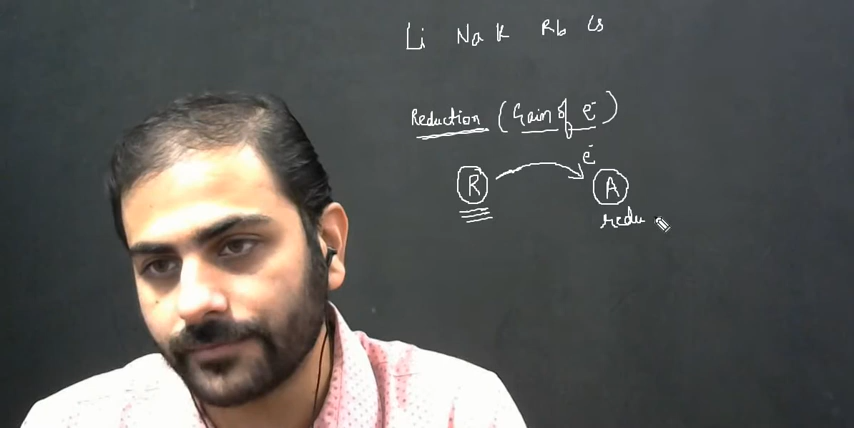 Li Na K Rb Cs
Reduction (Gain of e⁻)
e⁻
R A
redu